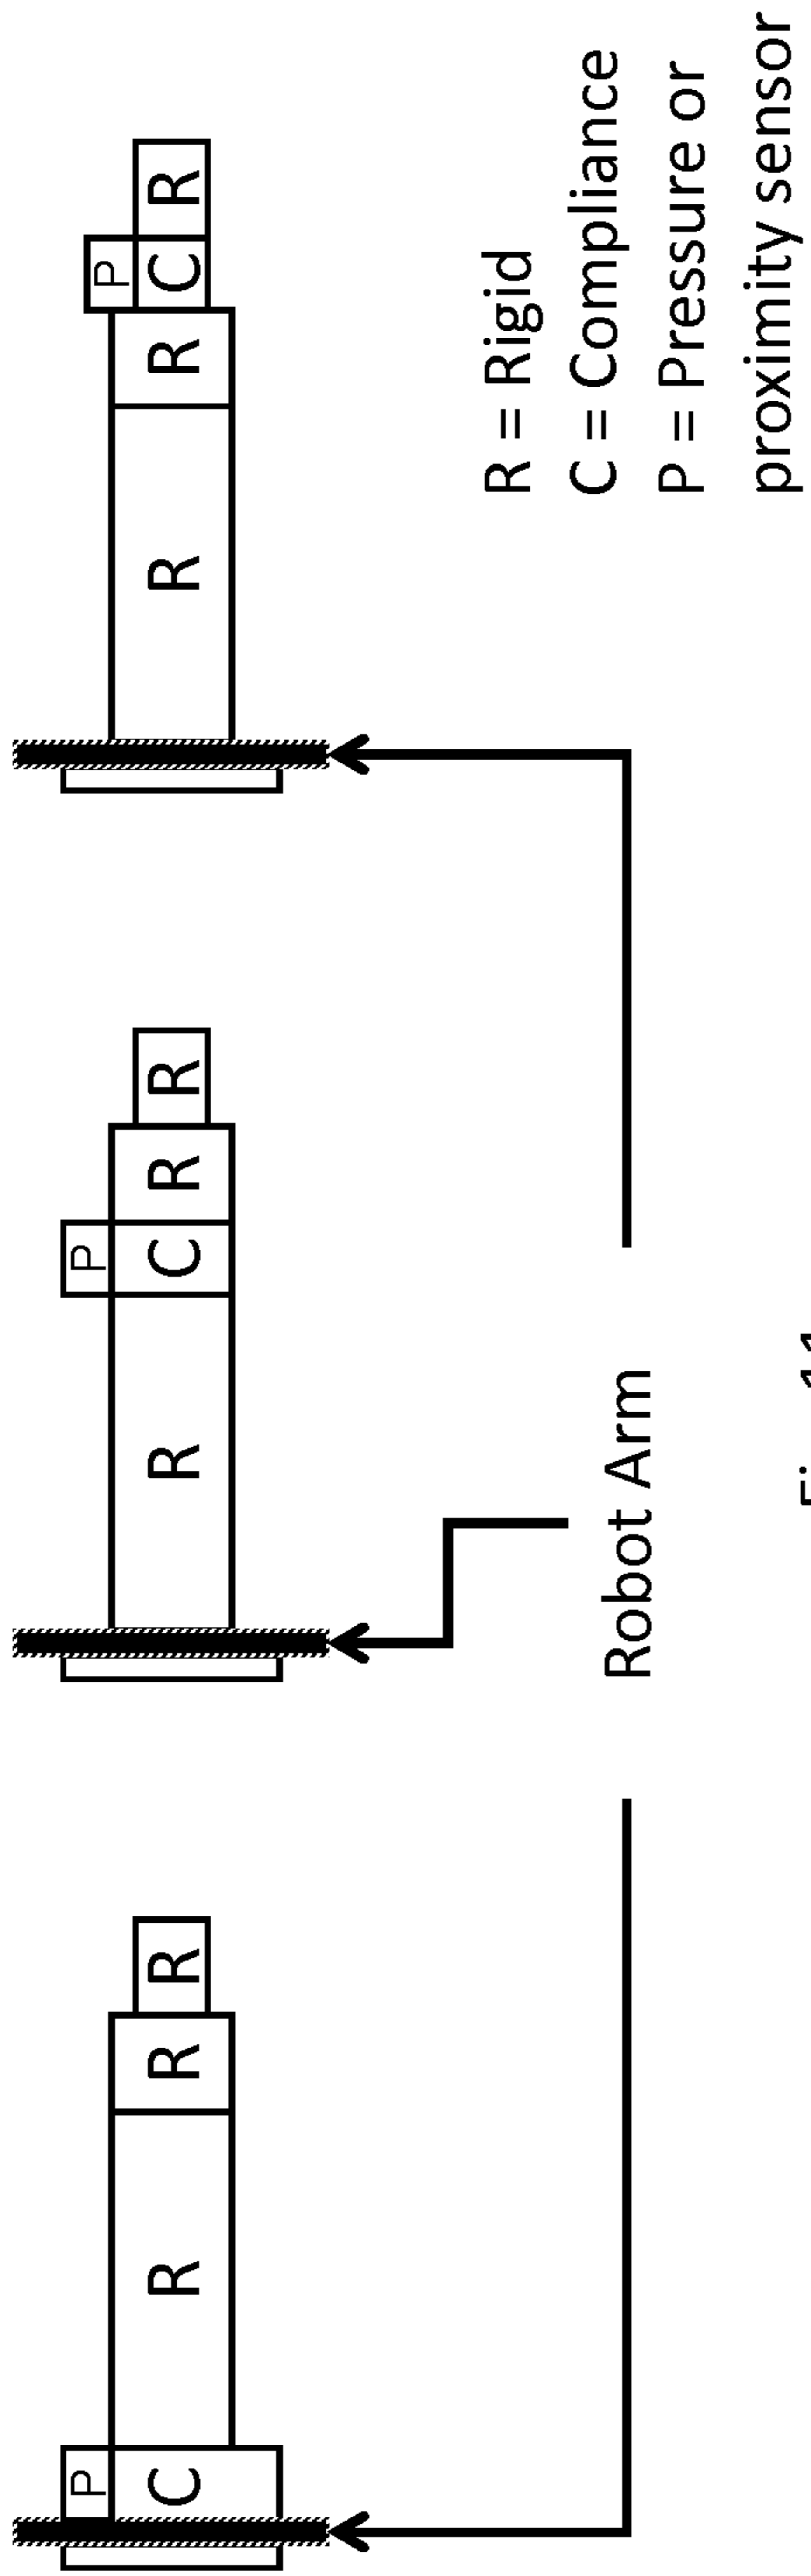 P
C R R R
P
R C R R
P
R R C R
Robot Arm
R = Rigid
C = Compliance
P = Pressure or
proximity sensor